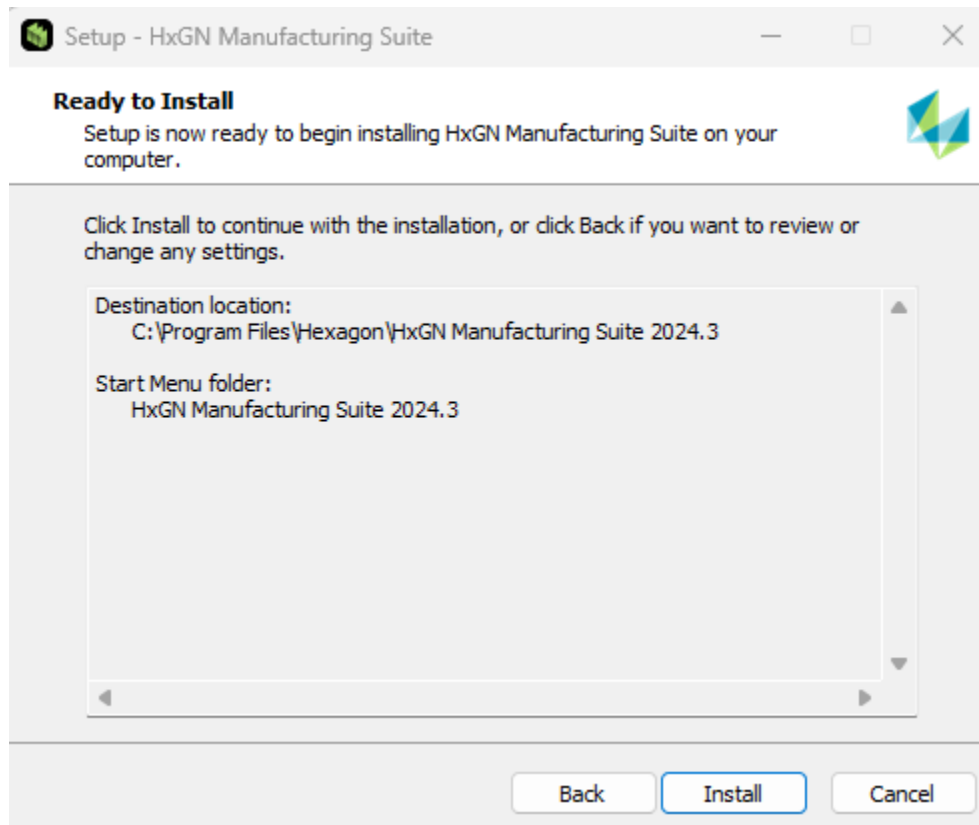 Setup - HxGN Manufacturing Suite
Ready to Install
Setup is now ready to begin installing HxGN Manufacturing Suite on your
computer.
Click Install to continue with the installation, or click Back if you want to review or
change any settings.
Destination location:
C:\Program Files\Hexagon\HxGN Manufacturing Suite 2024.3
Start Menu folder:
HxGN Manufacturing Suite 2024.3
Back Install Cancel